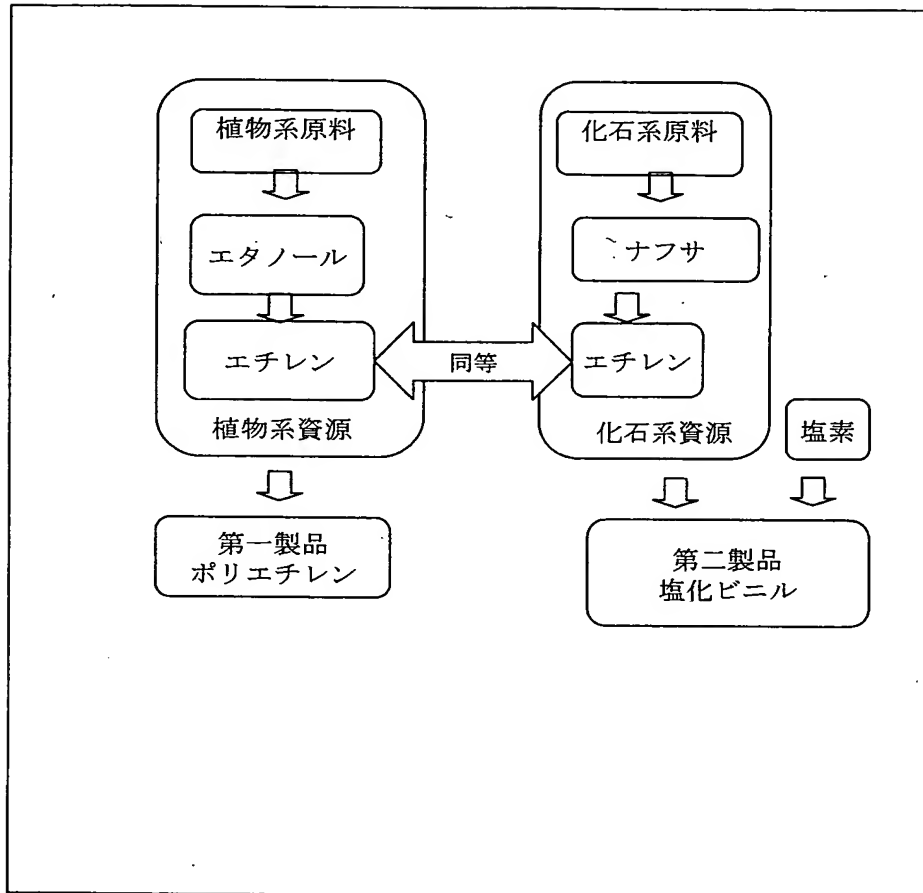 植物系原料
エタノール
エチレン
植物系資源
第一製品
ポリエチレン
同等
化石系原料
ナフサ
エチレン
化石系資源
塩素
第二製品
塩化ビニル